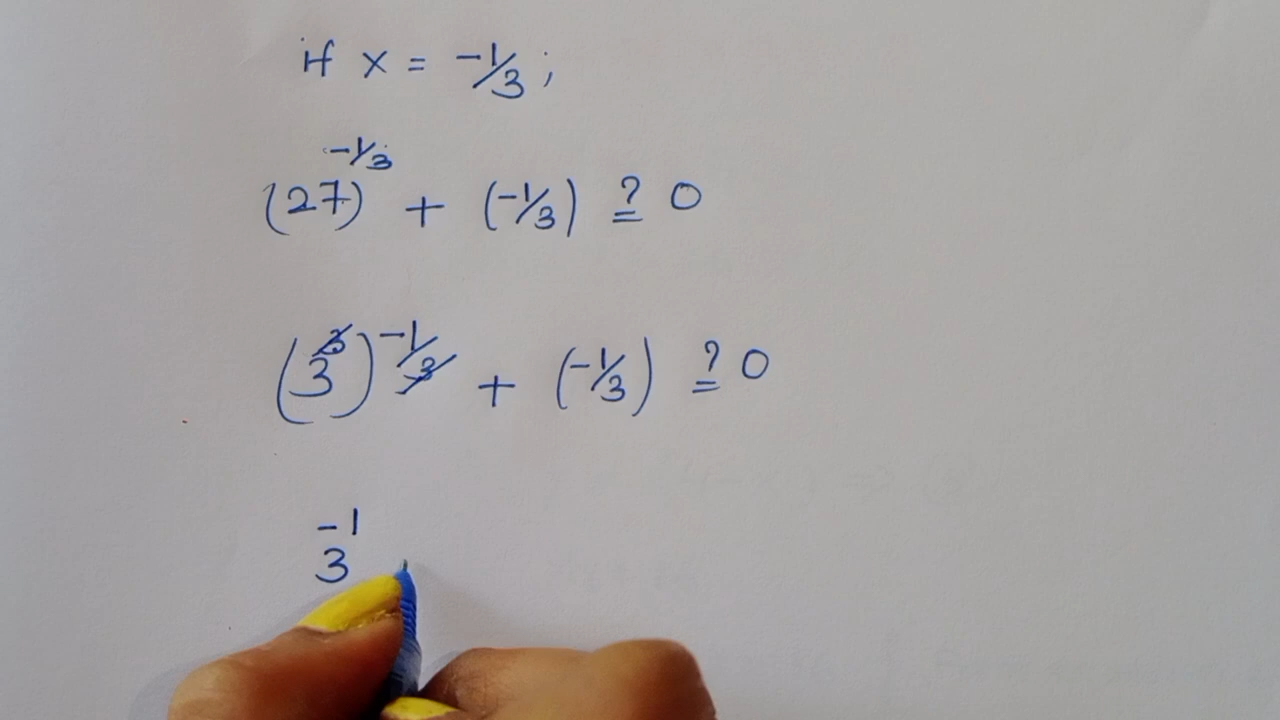 if x = -1/3 ;
(27)^(-1/3) + (-1/3) ≟ 0
(3^3)^(-1/3) + (-1/3) ≟ 0
3^-1